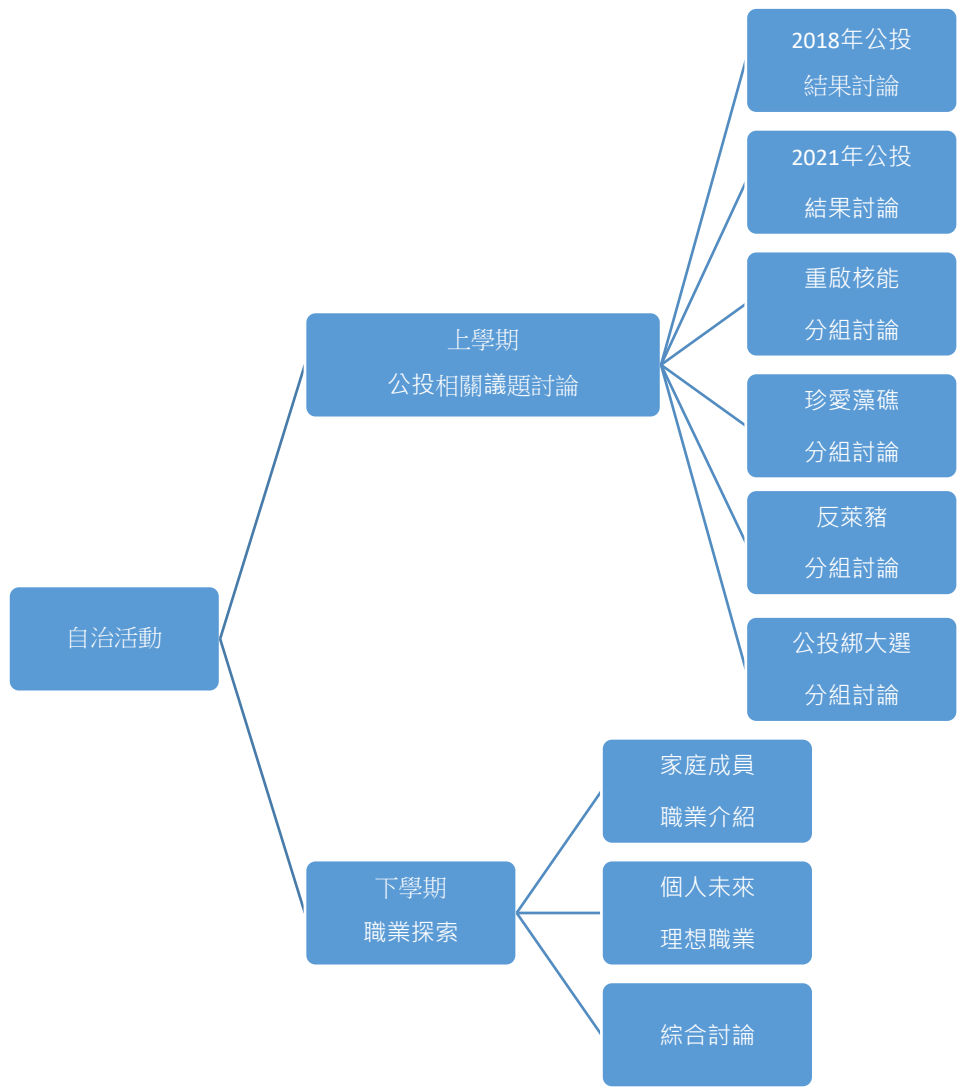 自治活動
上學期
公投相關議題討論
2018年公投
結果討論
2021年公投
結果討論
重啟核能
分組討論
珍愛藻礁
分組討論
反萊豬
分組討論
公投綁大選
分組討論
下學期
職業探索
家庭成員
職業介紹
個人未來
理想職業
綜合討論